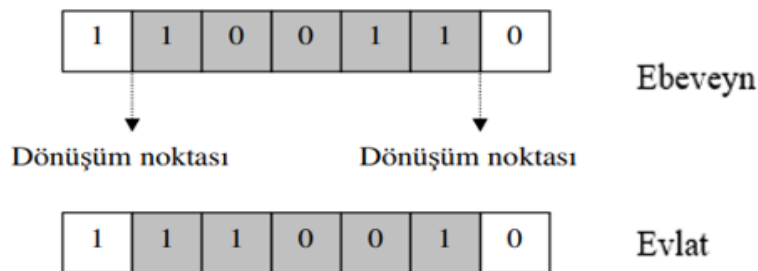 1 1 0 0 1 1 0
Ebeveyn
Dönüşüm noktası Dönüşüm noktası
1 1 1 0 0 1 0
Evlat